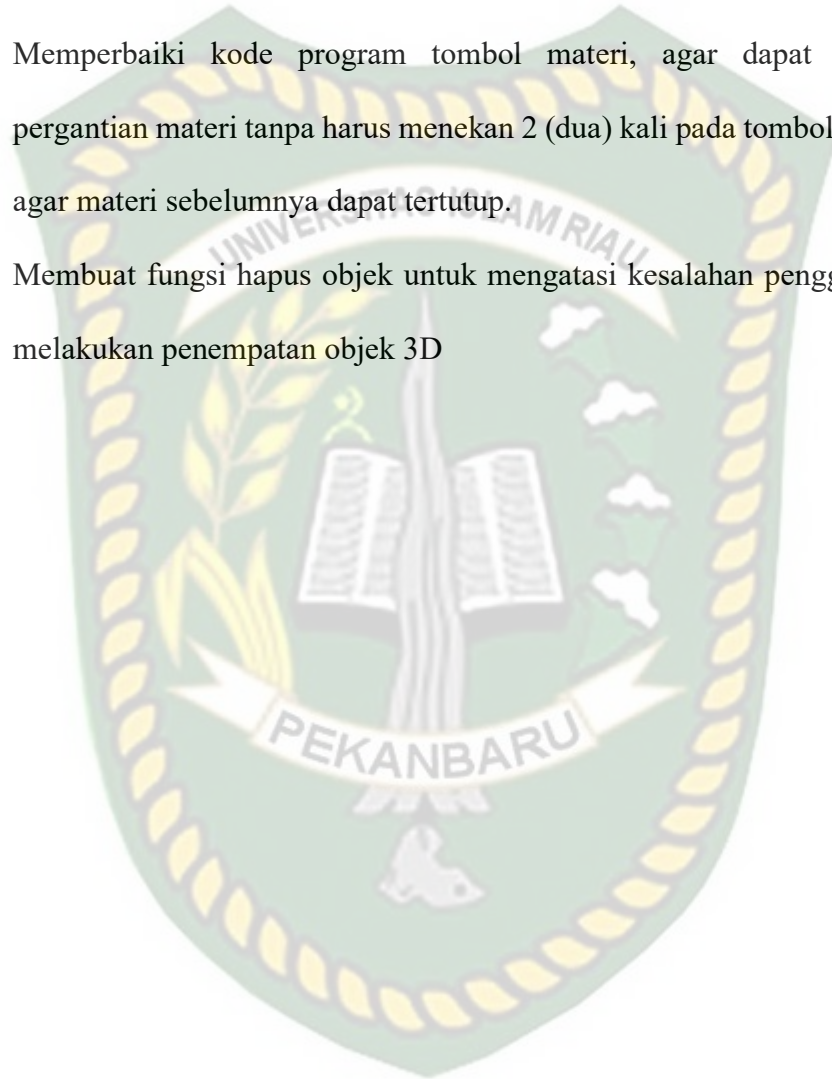 Memperbaiki kode program tombol materi, agar dapat
pergantian materi tanpa harus menekan 2 (dua) kali pada tombol
agar materi sebelumnya dapat tertutup.
UNIVERSITAS ISLAM RIAU
Membuat fungsi hapus objek untuk mengatasi kesalahan
melakukan penempatan objek 3D
PEKANBARU